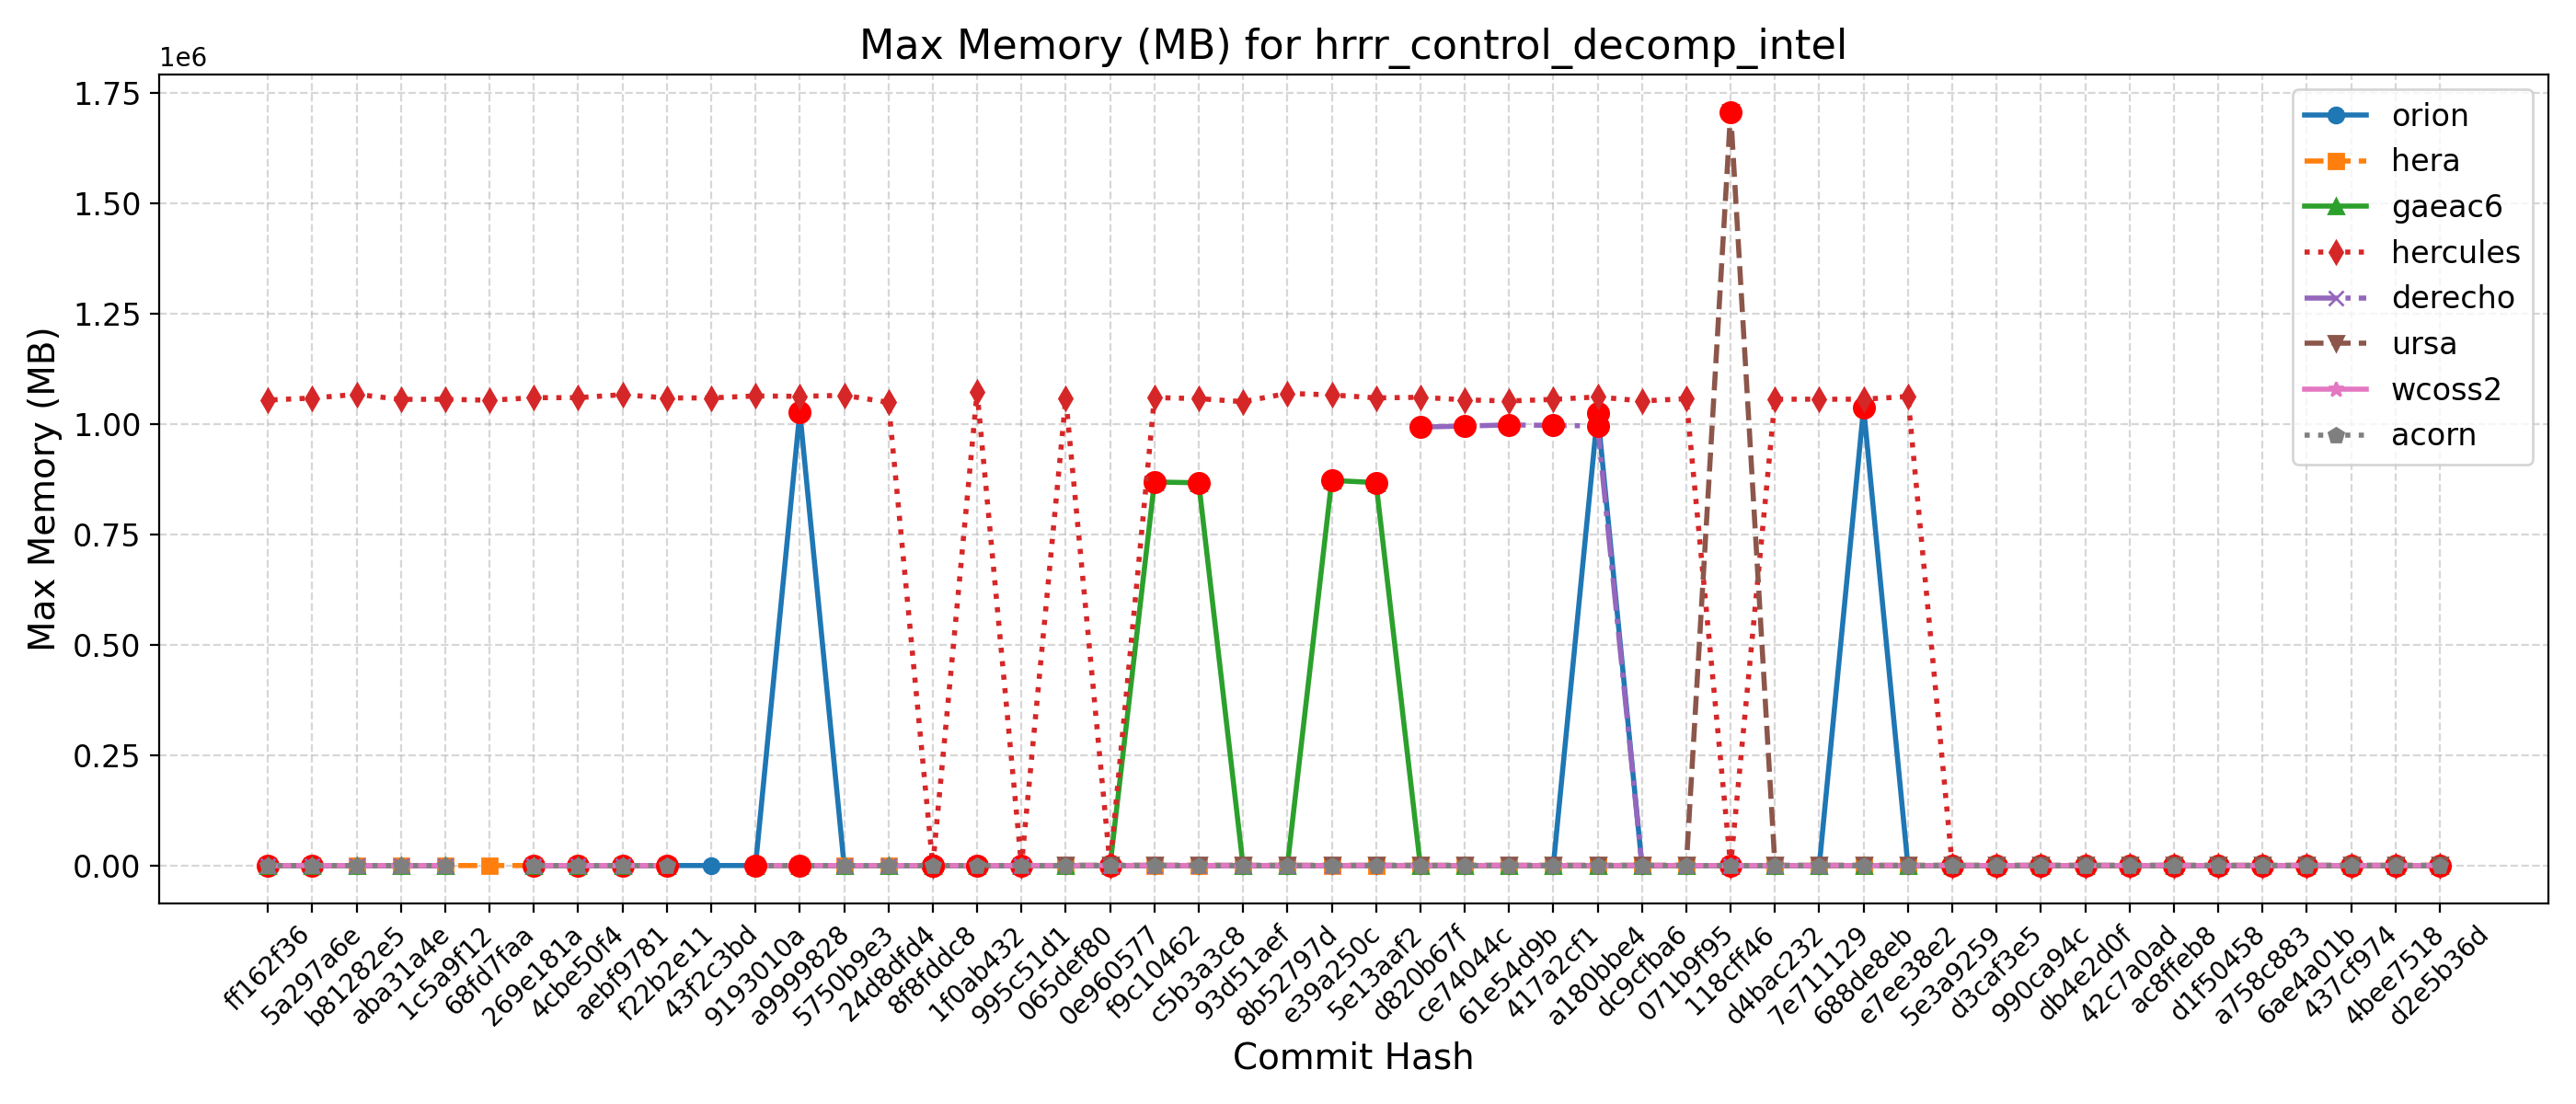 Max Memory (MB) for hrrr_control_decomp_intel
1e6
1.75
1.50
1.25
1.00
0.75
0.50
0.25
0.00
Max Memory (MB)
orion
hera
gaeac6
hercules
derecho
ursa
wcoss2
acorn
ff162f36
5a297a6e
b81282e5
aba31a4e
1c5a9f12
68fd7faa
269e181a
4cbe50f4
aebf9781
f22b2e11
43f2c3bd
9193010a
a9999828
5750b9e3
24d8dfd4
8f8fddc8
1f0ab432
995c51d1
065def80
0e960577
f9c10462
c5b3a3c8
93d51aef
8b52797d
e39a250c
5e13aaf2
d820b67f
ce74044c
61e54d9b
417a2cf1
a180bbe4
dc9cfba6
071b9f95
118cff46
d4bac232
7e711129
688de8eb
e7ee38e2
5e3a9259
d3caf3e5
990ca94c
db4e2d0f
42c7a0ad
ac8ffeb8
d1f50458
a758c883
6ae4a01b
437cf974
4bee7518
d2e5b36d
Commit Hash